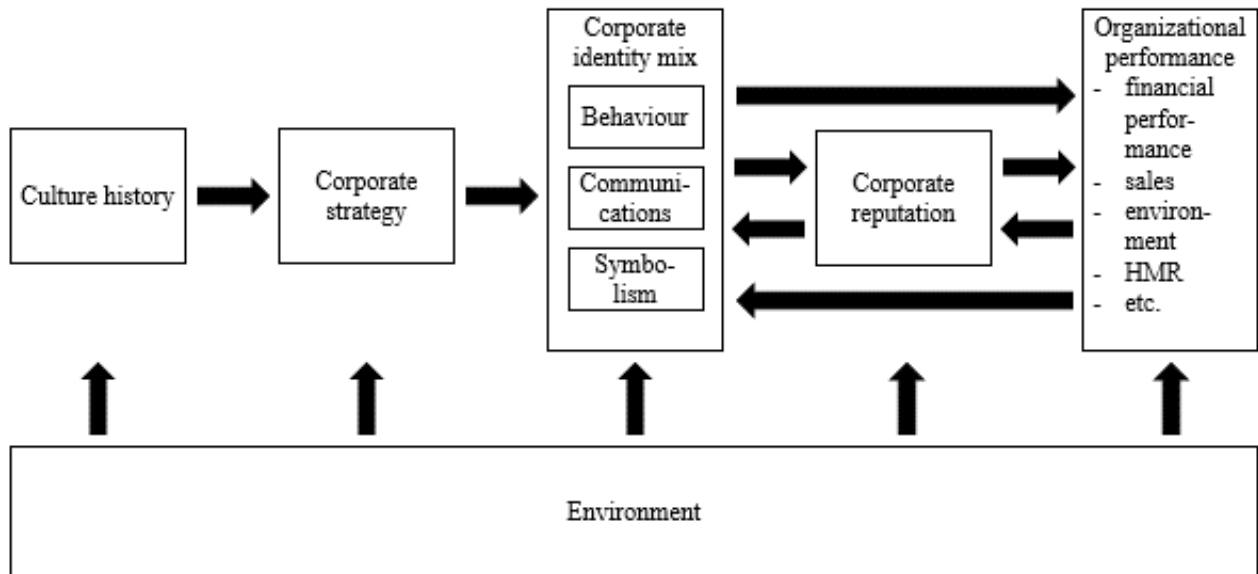 Culture history
Corporate
strategy
Corporate
identity mix
Behaviour
Communi-
cations
Symbo-
lism
Corporate
reputation
Organizational
performance
- financial
perfor-
mance
- sales
- environ-
ment
- HMR
- etc.
Environment